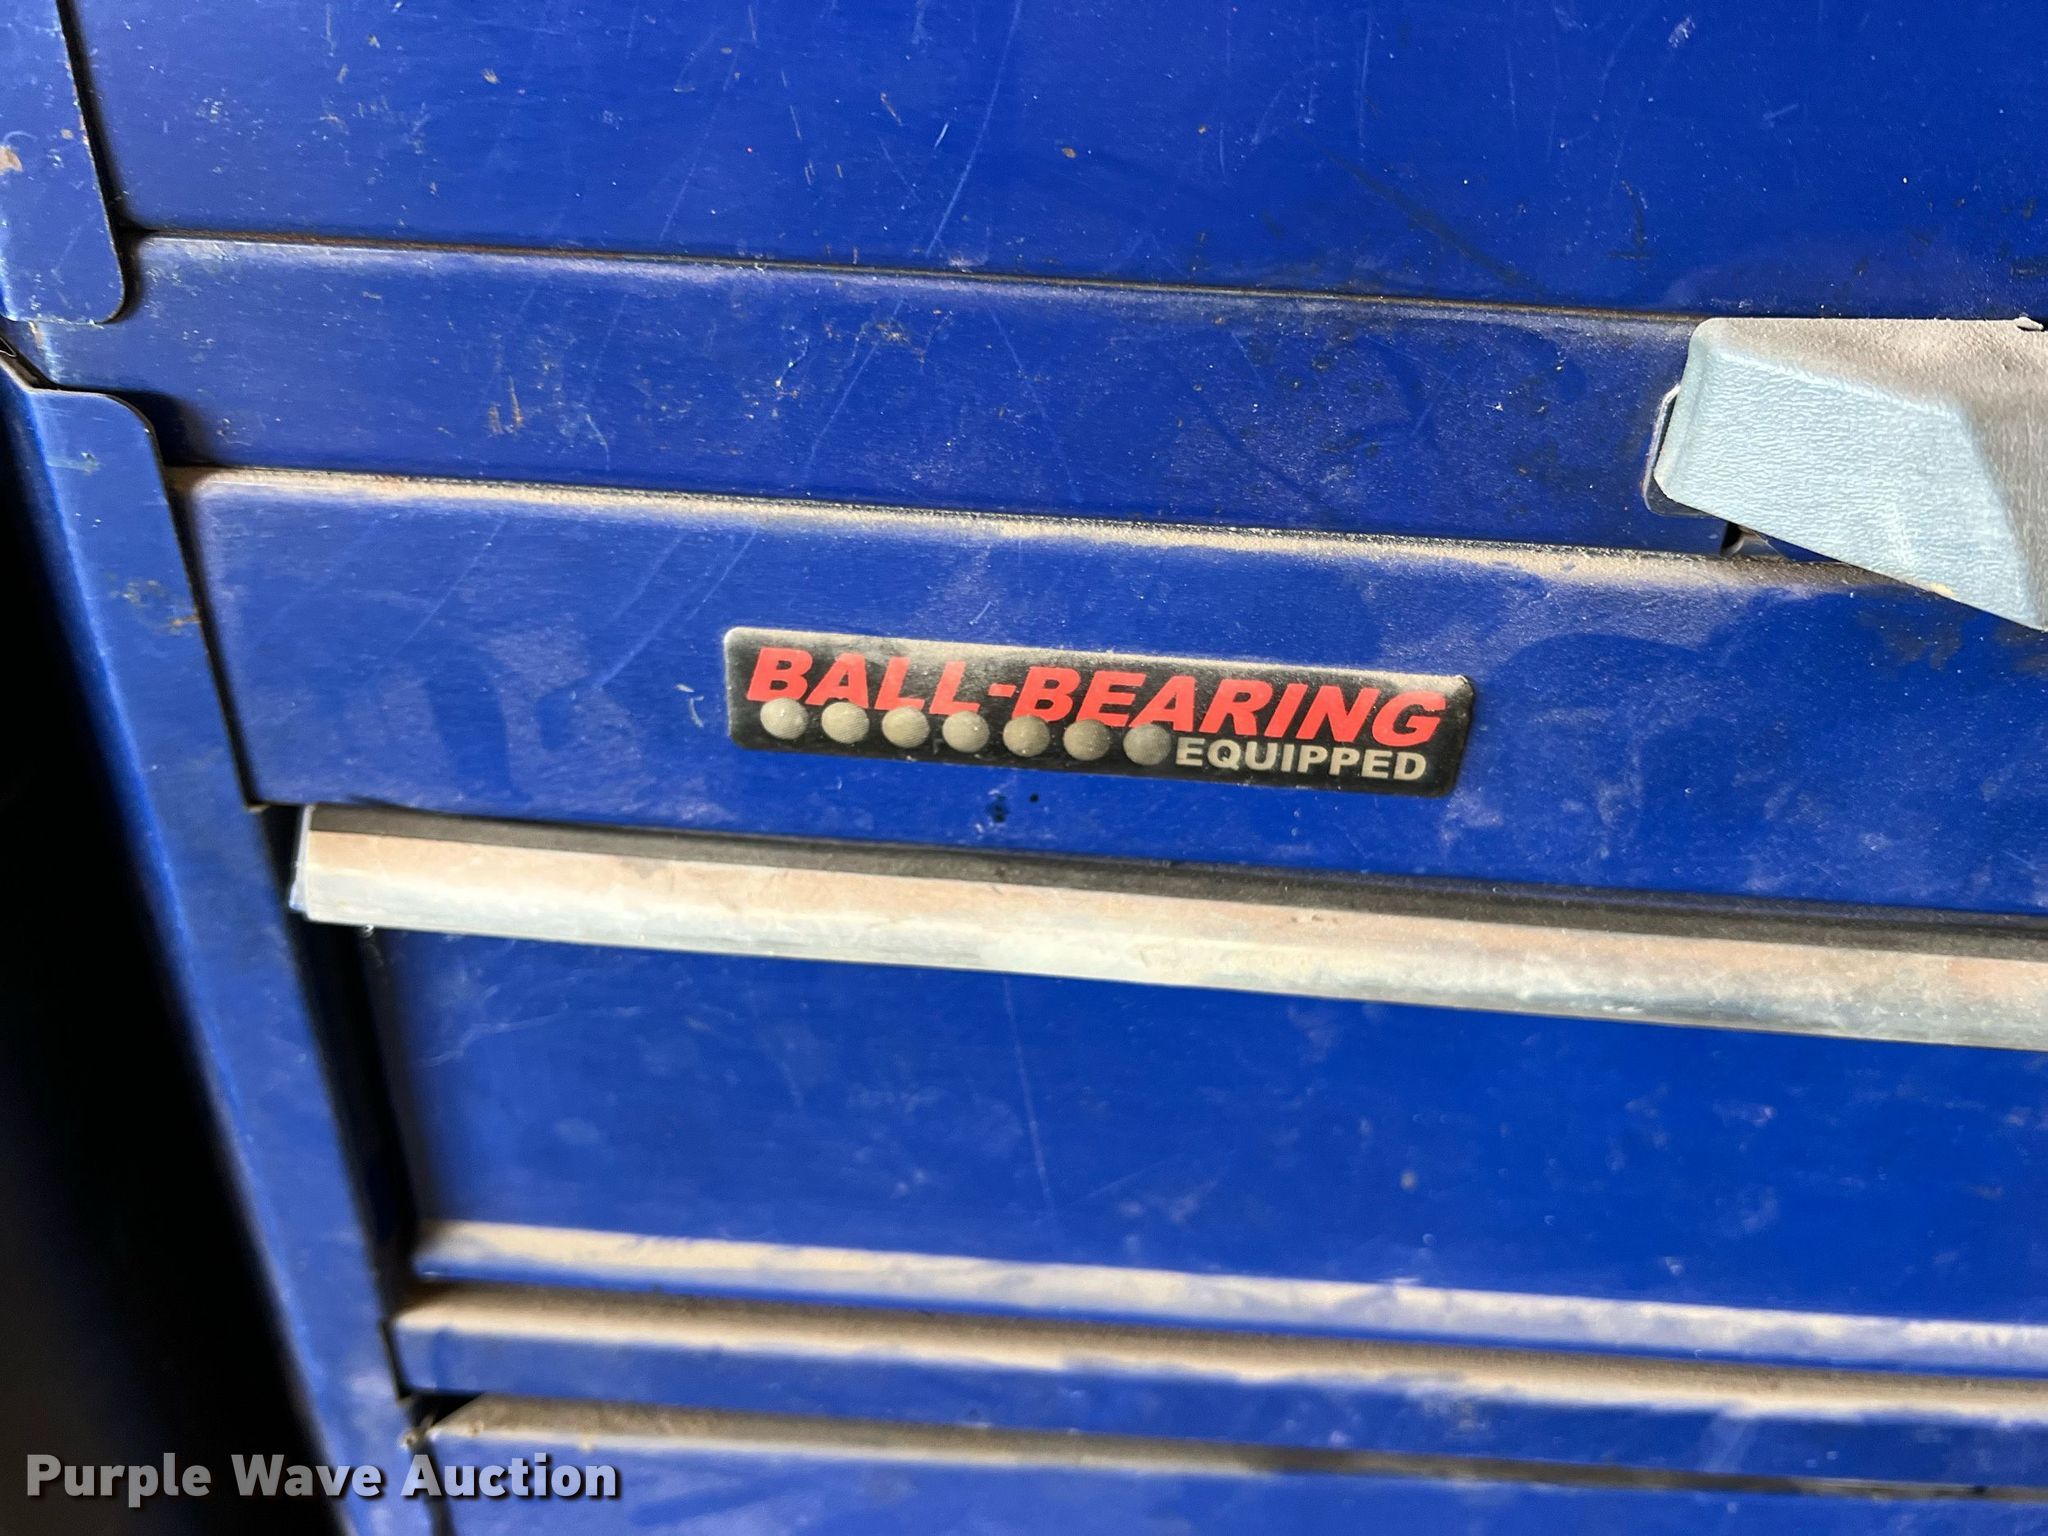 BALL-BEARING
EQUIPPED
Purple Wave Auction